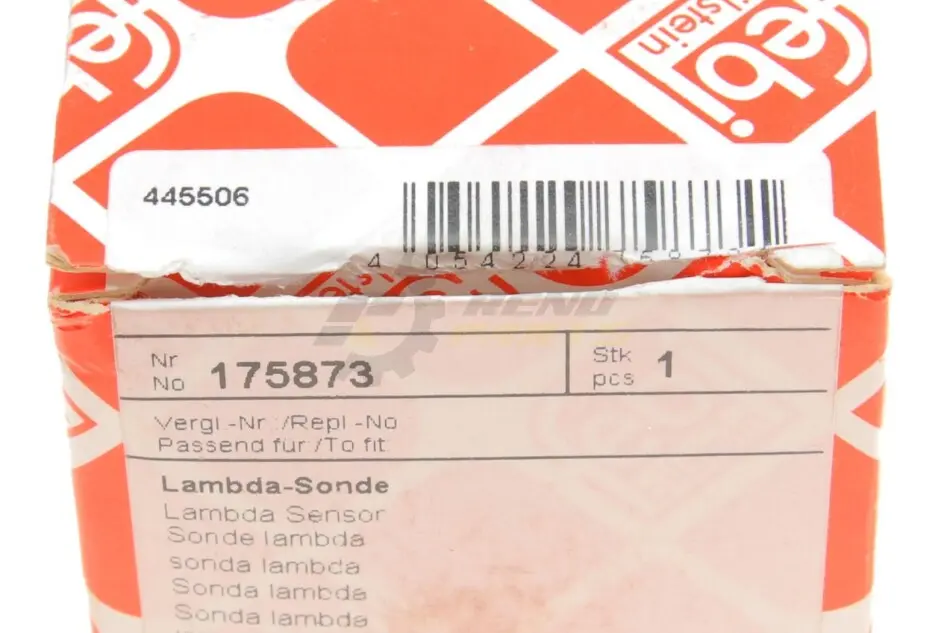 febi
bilstein
445506
4 054224
RENO
Nr
No 175873
Stk
pcs 1
Vergl.-Nr.:/Repl.-No
Passend für:/To fit:
Lambda-Sonde
Lambda Sensor
Sonde lambda
sonda lambda
Sonda lambda
Sonda lambda